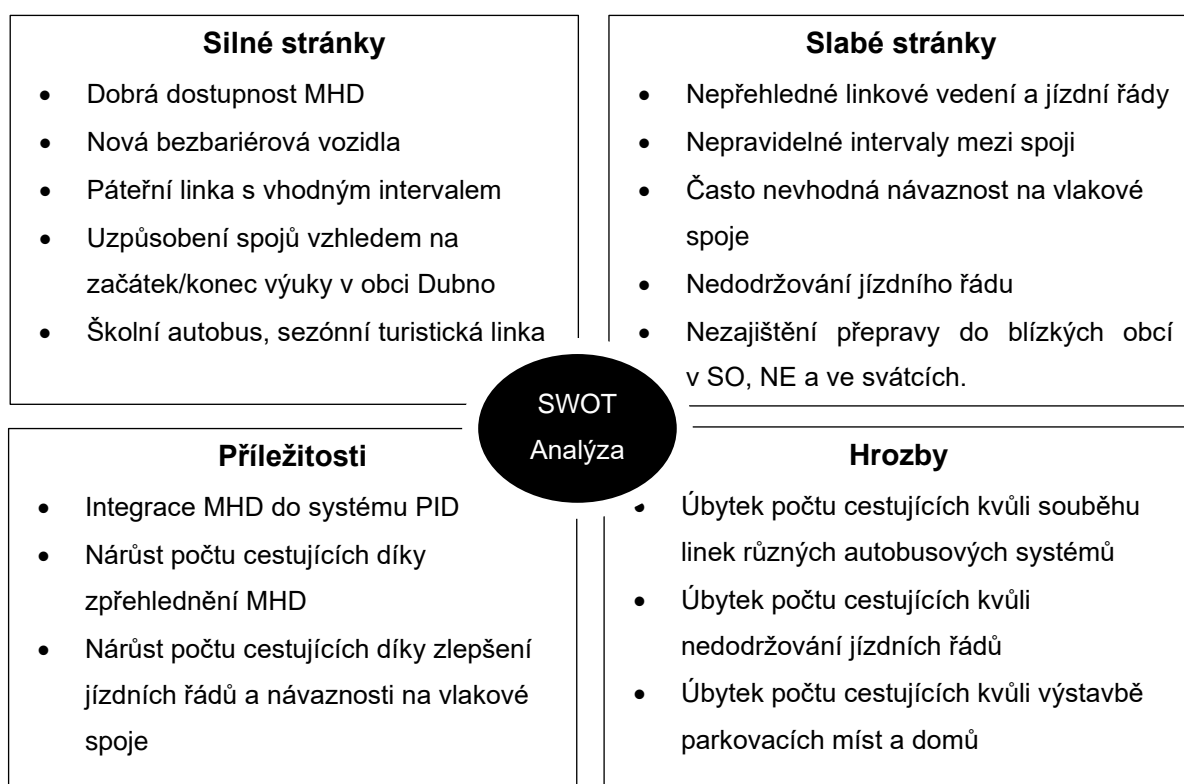 Silné stránky
• Dobrá dostupnost MHD
• Nová bezbariérová vozidla
• Páteřní linka s vhodným intervalem
• Uzpůsobení spojů vzhledem na
začátek/konec výuky v obci Dubno
• Školní autobus, sezónní turistická linka
Slabé stránky
• Nepřehledné linkové vedení a jízdní řády
• Nepravidelné intervaly mezi spoji
• Často nevhodná návaznost na vlakové
spoje
• Nedodržování jízdního řádu
• Nezajištění přepravy do blízkých obcí
v SO, NE a ve svátcích.
SWOT
Analýza
Příležitosti
• Integrace MHD do systému PID
• Nárůst počtu cestujících díky
zpřehlednění MHD
• Nárůst počtu cestujících díky zlepšení
jízdních řádů a návaznosti na vlakové
spoje
Hrozby
• Úbytek počtu cestujících kvůli souběhu
linek různých autobusových systémů
• Úbytek počtu cestujících kvůli
nedodržování jízdních řádů
• Úbytek počtu cestujících kvůli výstavbě
parkovacích míst a domů